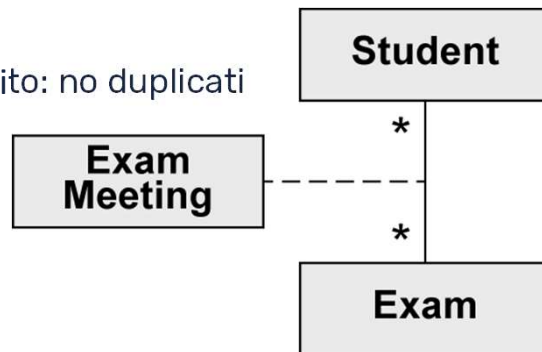 Student
ito: no duplicati
*
Exam
Meeting
*
Exam